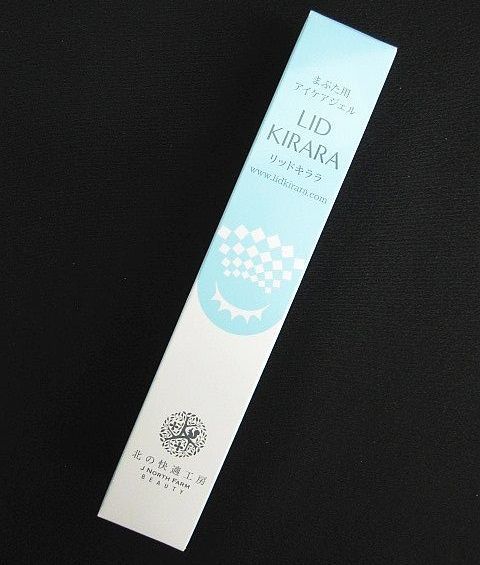 まぶた用
アイケアジェル
LID
KIRARA
リッドキララ
www.lidkirara.com
北の快適工房
J NORTH FARM
BEAUTY